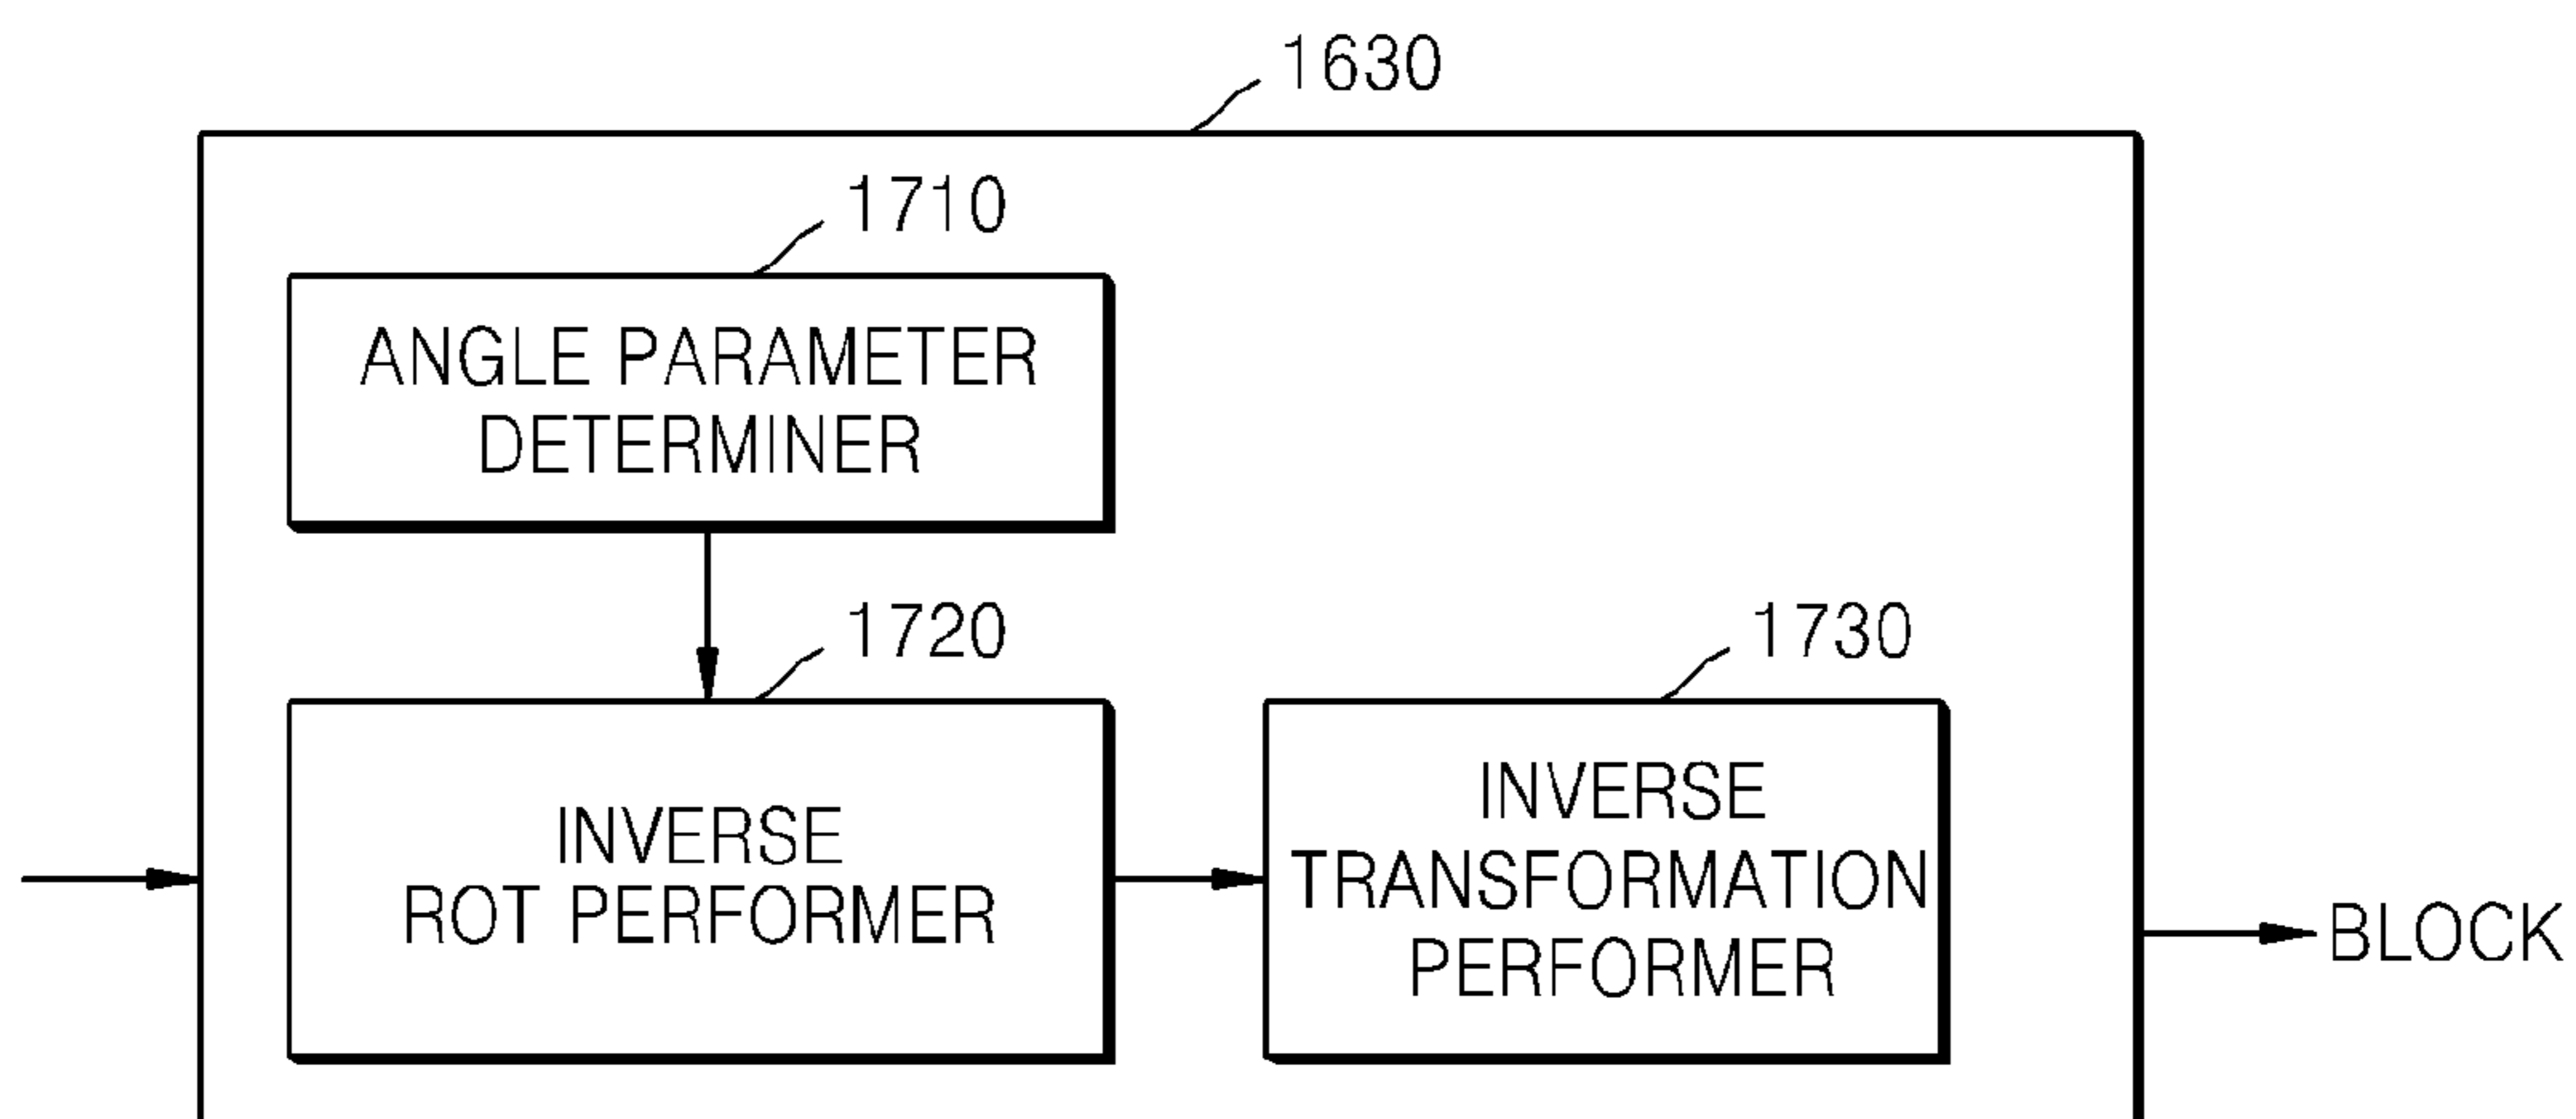 1630
1710
ANGLE PARAMETER
DETERMINER
1720
1730
INVERSE
ROT PERFORMER
INVERSE
TRANSFORMATION
PERFORMER
BLOCK